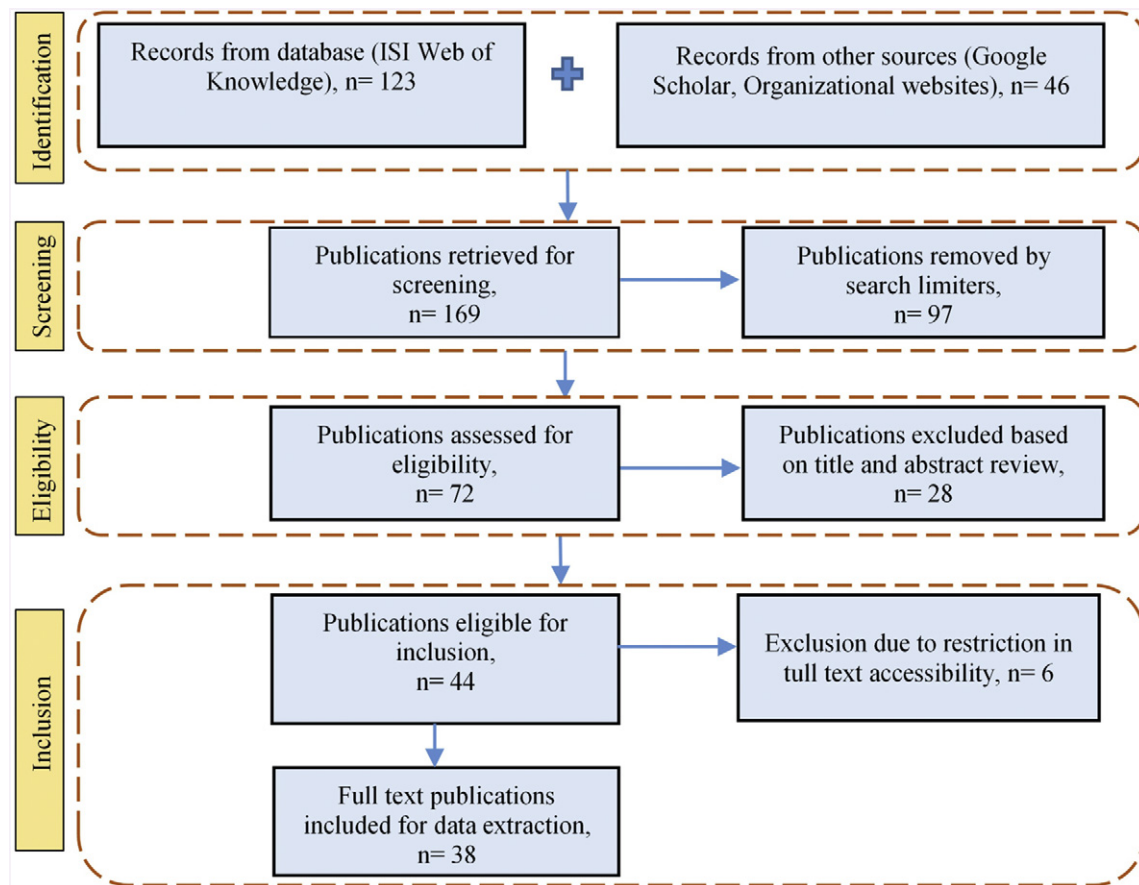 Identification
Records from database (ISI Web of
Knowledge), n= 123
Records from other sources (Google
Scholar, Organizational websites), n= 46
Screening
Publications retrieved for
screening,
n= 169
Publications removed by
search limiters,
n= 97
Eligibility
Publications assessed for
eligibility,
n= 72
Publications excluded based
on title and abstract review,
n= 28
Inclusion
Publications eligible for
inclusion,
n= 44
Exclusion due to restriction in
tull text accessibility, n= 6
Full text publications
included for data extraction,
n= 38